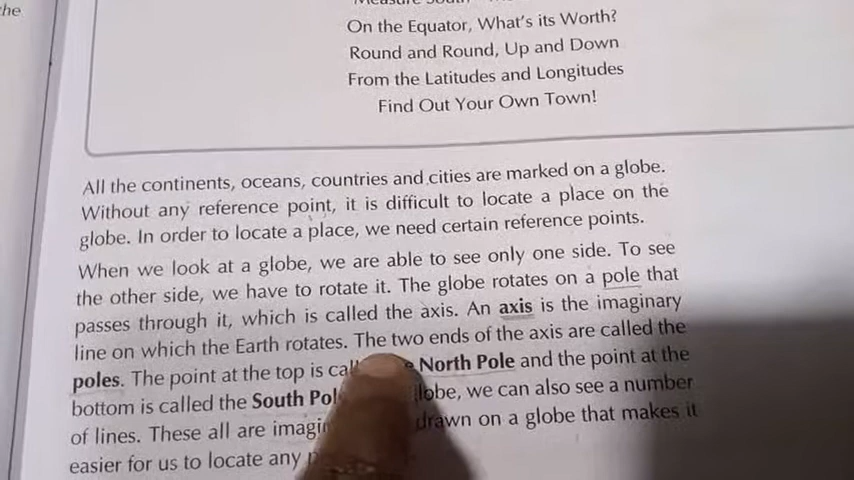 he
On the Equator, What's its Worth?
Round and Round, Up and Down
From the Latitudes and Longitudes
Find Out Your Own Town!
All the continents, oceans, countries and cities are marked on a globe.
Without any reference point, it is difficult to locate a place on the
globe. In order to locate a place, we need certain reference points.
When we look at a globe, we are able to see only one side. To see
the other side, we have to rotate it. The globe rotates on a pole that
passes through it, which is called the axis. An axis is the imaginary
line on which the Earth rotates. The two ends of the axis are called the
poles. The point at the top is North Pole and the point at the
bottom is called the South we can also see a number
of lines. These all are drawn on a globe that makes it
easier for us to locate any